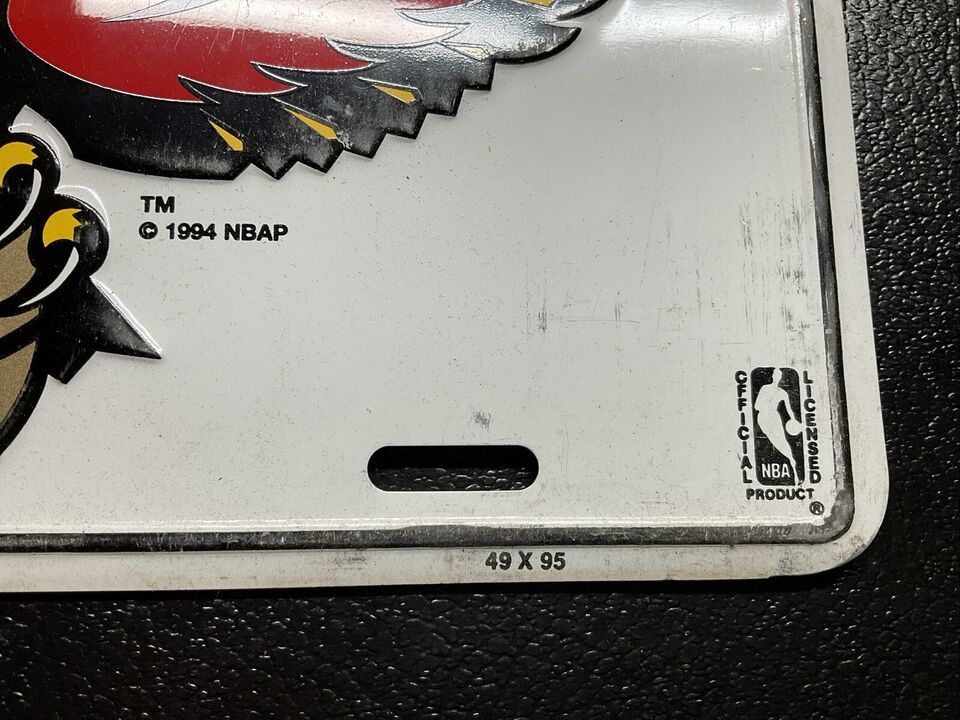 TM
© 1994 NBAP
OFFICIAL
LICENSED
NBA
PRODUCT
®
49 X 95